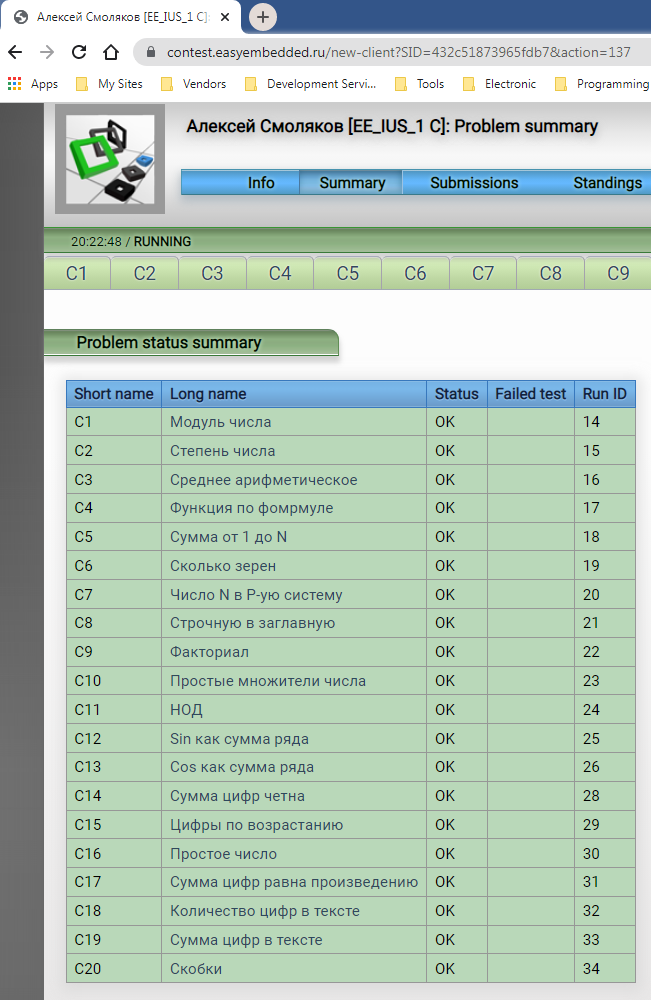 Алексей Смоляков [EE_IUS_1 C]:
contest.easyembedded.ru/new-client?SID=432c51873965fdb7&action=137
Apps My Sites Vendors Development Servi... Tools Electronic Programming
Алексей Смоляков [EE_IUS_1 C]: Problem summary
Info Summary Submissions Standings
20:22:48 / RUNNING
C1 C2 C3 C4 C5 C6 C7 C8 C9
Problem status summary
Short name Long name Status Failed test Run ID
C1 Модуль числа OK 14
C2 Степень числа OK 15
C3 Среднее арифметическое OK 16
C4 Функция по фомрмуле OK 17
C5 Сумма от 1 до N OK 18
C6 Сколько зерен OK 19
C7 Число N в P-ую систему OK 20
C8 Строчную в заглавную OK 21
C9 Факториал OK 22
C10 Простые множители числа OK 23
C11 НОД OK 24
C12 Sin как сумма ряда OK 25
C13 Cos как сумма ряда OK 26
C14 Сумма цифр четна OK 28
C15 Цифры по возрастанию OK 29
C16 Простое число OK 30
C17 Сумма цифр равна произведению OK 31
C18 Количество цифр в тексте OK 32
C19 Сумма цифр в тексте OK 33
C20 Скобки OK 34